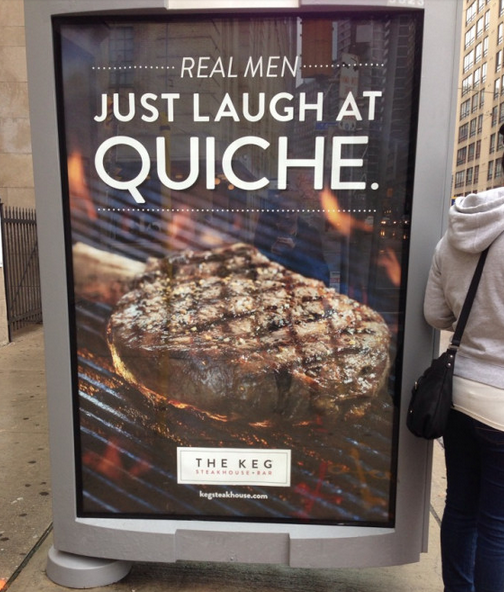 REAL MEN
JUST LAUGH AT
QUICHE.
THE KEG
STEAKHOUSE + BAR
kegsteakhouse.com